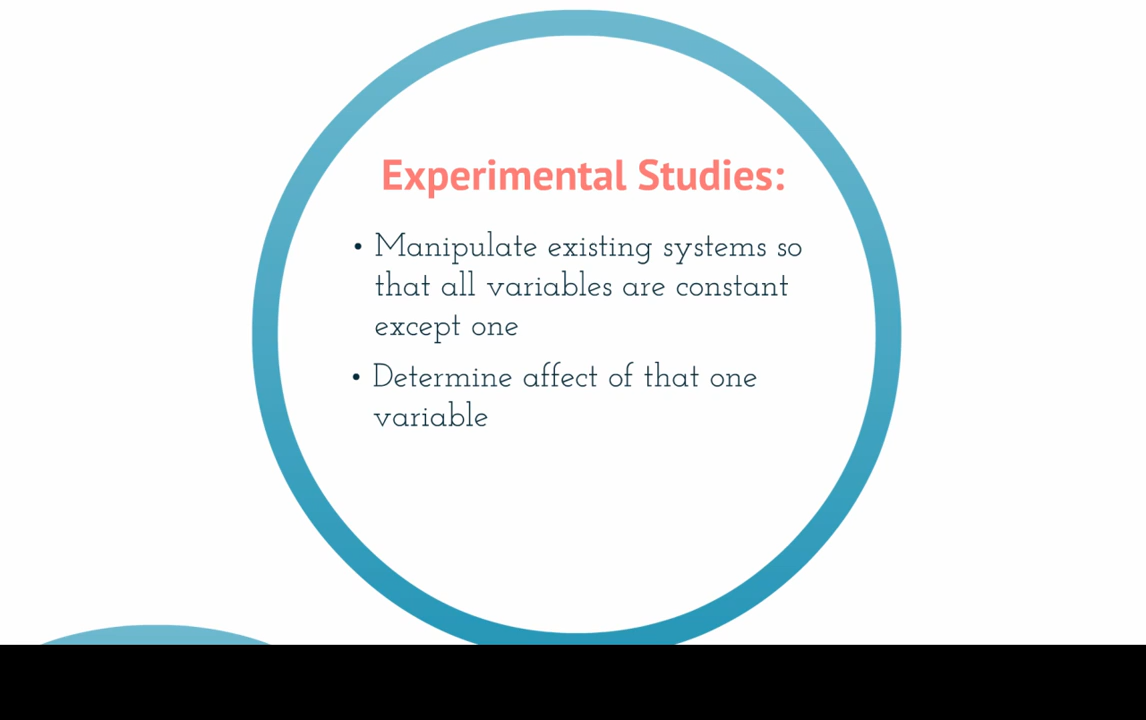 Experimental Studies:
• Manipulate existing systems so
that all variables are constant
except one
• Determine affect of that one
variable